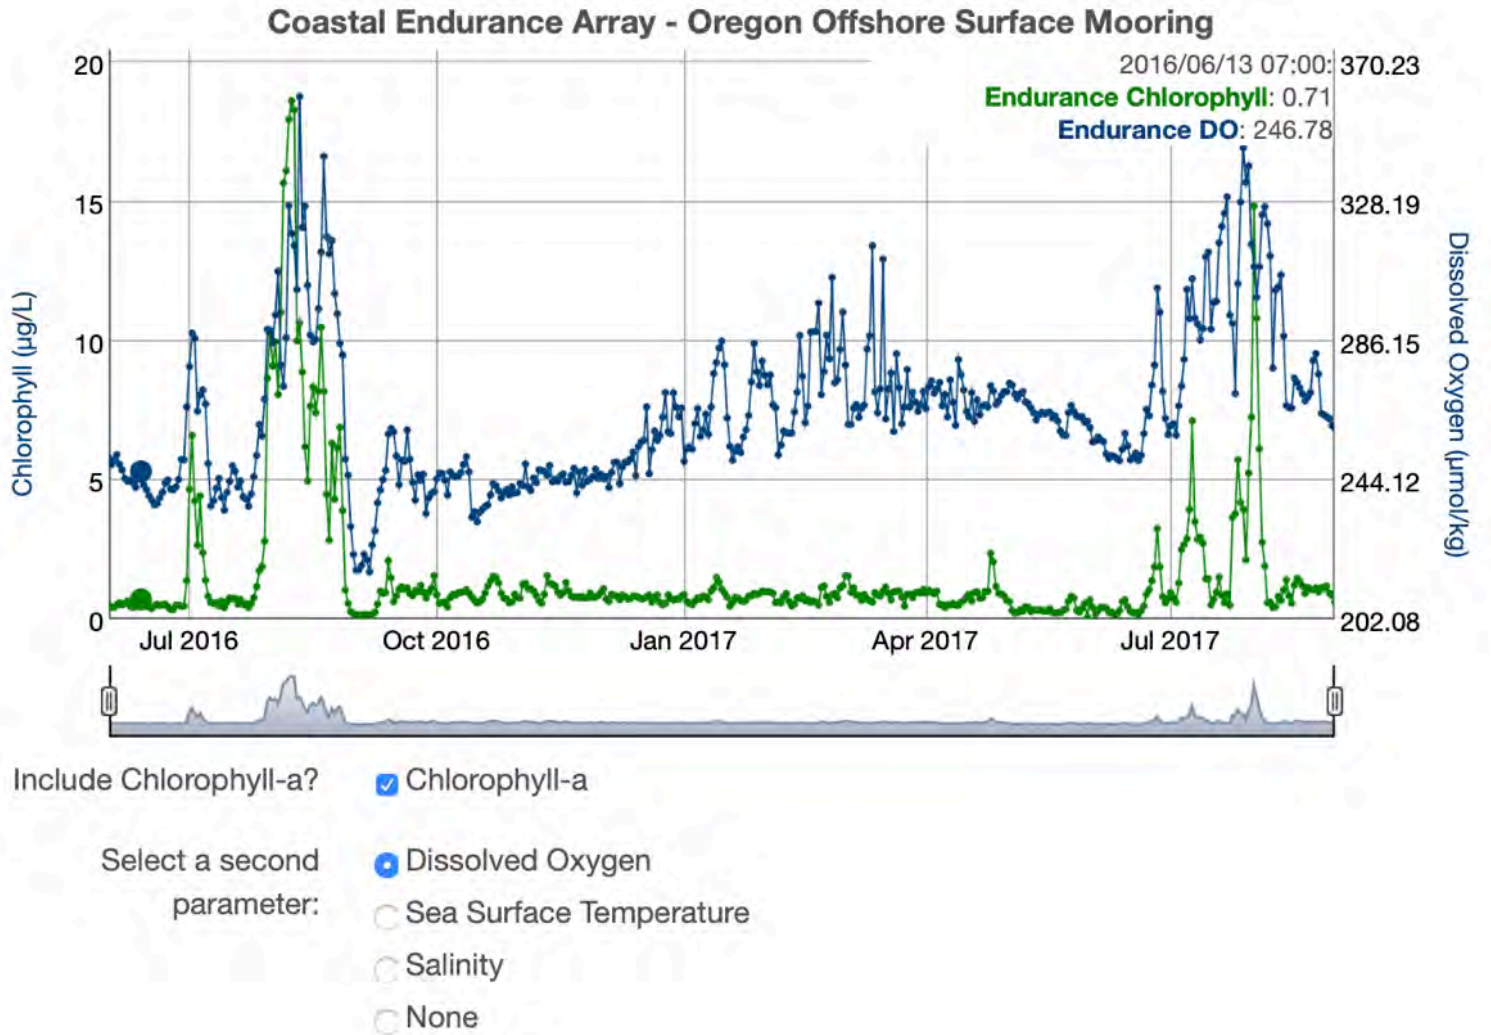 Coastal Endurance Array - Oregon Offshore Surface Mooring
2016/06/13 07:00:
Endurance Chlorophyll: 0.71
Endurance DO: 246.78
20
15
10
5
0
Chlorophyll (µg/L)
370.23
328.19
286.15
244.12
202.08
Dissolved Oxygen (µmol/kg)
Jul 2016 Oct 2016 Jan 2017 Apr 2017 Jul 2017
Include Chlorophyll-a? Chlorophyll-a
Select a second
parameter:
Dissolved Oxygen
Sea Surface Temperature
Salinity
None